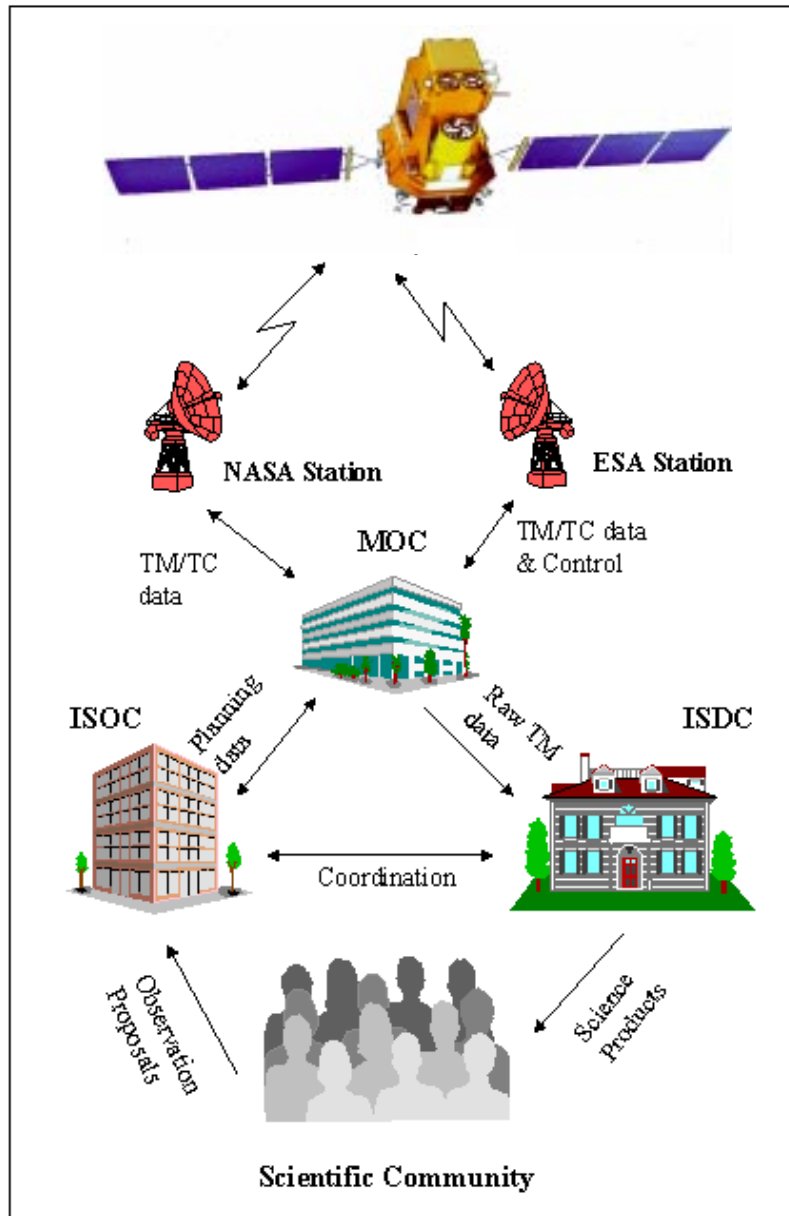 NASA Station
ESA Station
MOC
TM/TC
data
TM/TC data
& Control
ISOC
Planning
data
Raw TM
data
ISDC
Coordination
Observation
Proposals
Science
Products
Scientific Community